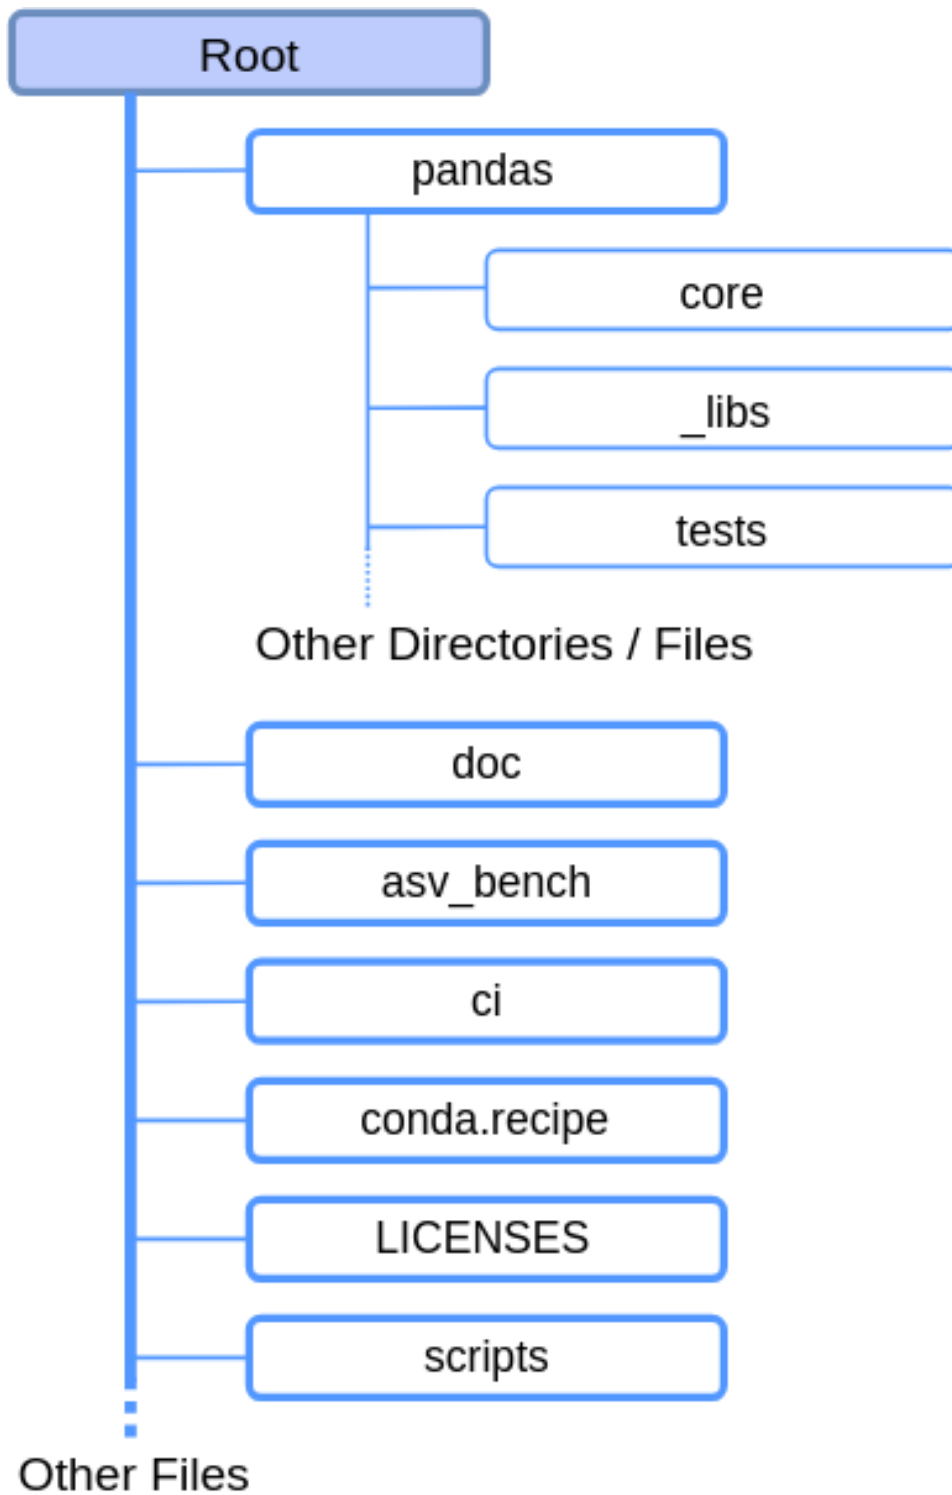 Root
pandas
core
_libs
tests
Other Directories / Files
doc
asv_bench
ci
conda.recipe
LICENSES
scripts
Other Files